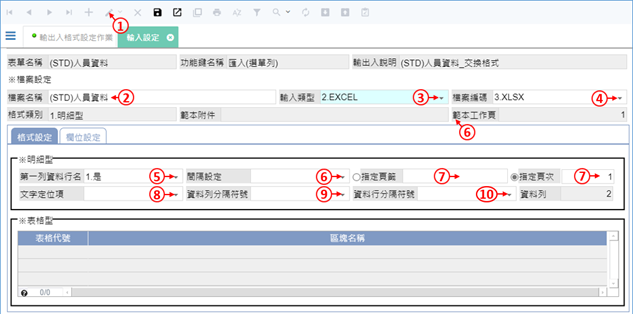 ①
輸出入格式設定作業 輸入設定
表單名稱 (STD)人員資料 功能鍵名稱 匯入(選單列) 輸出入說明 (STD)人員資料_交換格式
※檔案設定
檔案名稱 (STD)人員資料 ② 輸入類型 2.EXCEL ③ 檔案編碼 3.XLSX ④
格式類別 1.明細型 範本附件 範本工作頁 ⑥ 1
格式設定 欄位設定
※明細型
第一列資料行名 1.是 ⑤ 間隔設定 ⑥ 指定頁籤 ⑦ 指定頁次 ⑦ 1
文字定位項 ⑧ 資料列分隔符號 ⑨ 資料行分隔符號 ⑩ 資料列 2
※表格型
表格代號 區塊名稱
0/0